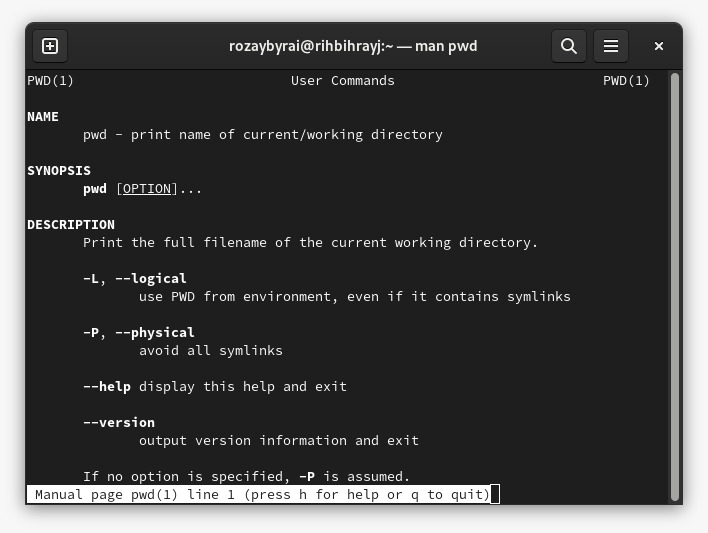 rozaybyrai@rihbihrayj:~ — man pwd
PWD(1) User Commands PWD(1)
NAME
pwd - print name of current/working directory
SYNOPSIS
pwd [OPTION]...
DESCRIPTION
Print the full filename of the current working directory.
-L, --logical
use PWD from environment, even if it contains symlinks
-P, --physical
avoid all symlinks
--help display this help and exit
--version
output version information and exit
If no option is specified, -P is assumed.
Manual page pwd(1) line 1 (press h for help or q to quit)